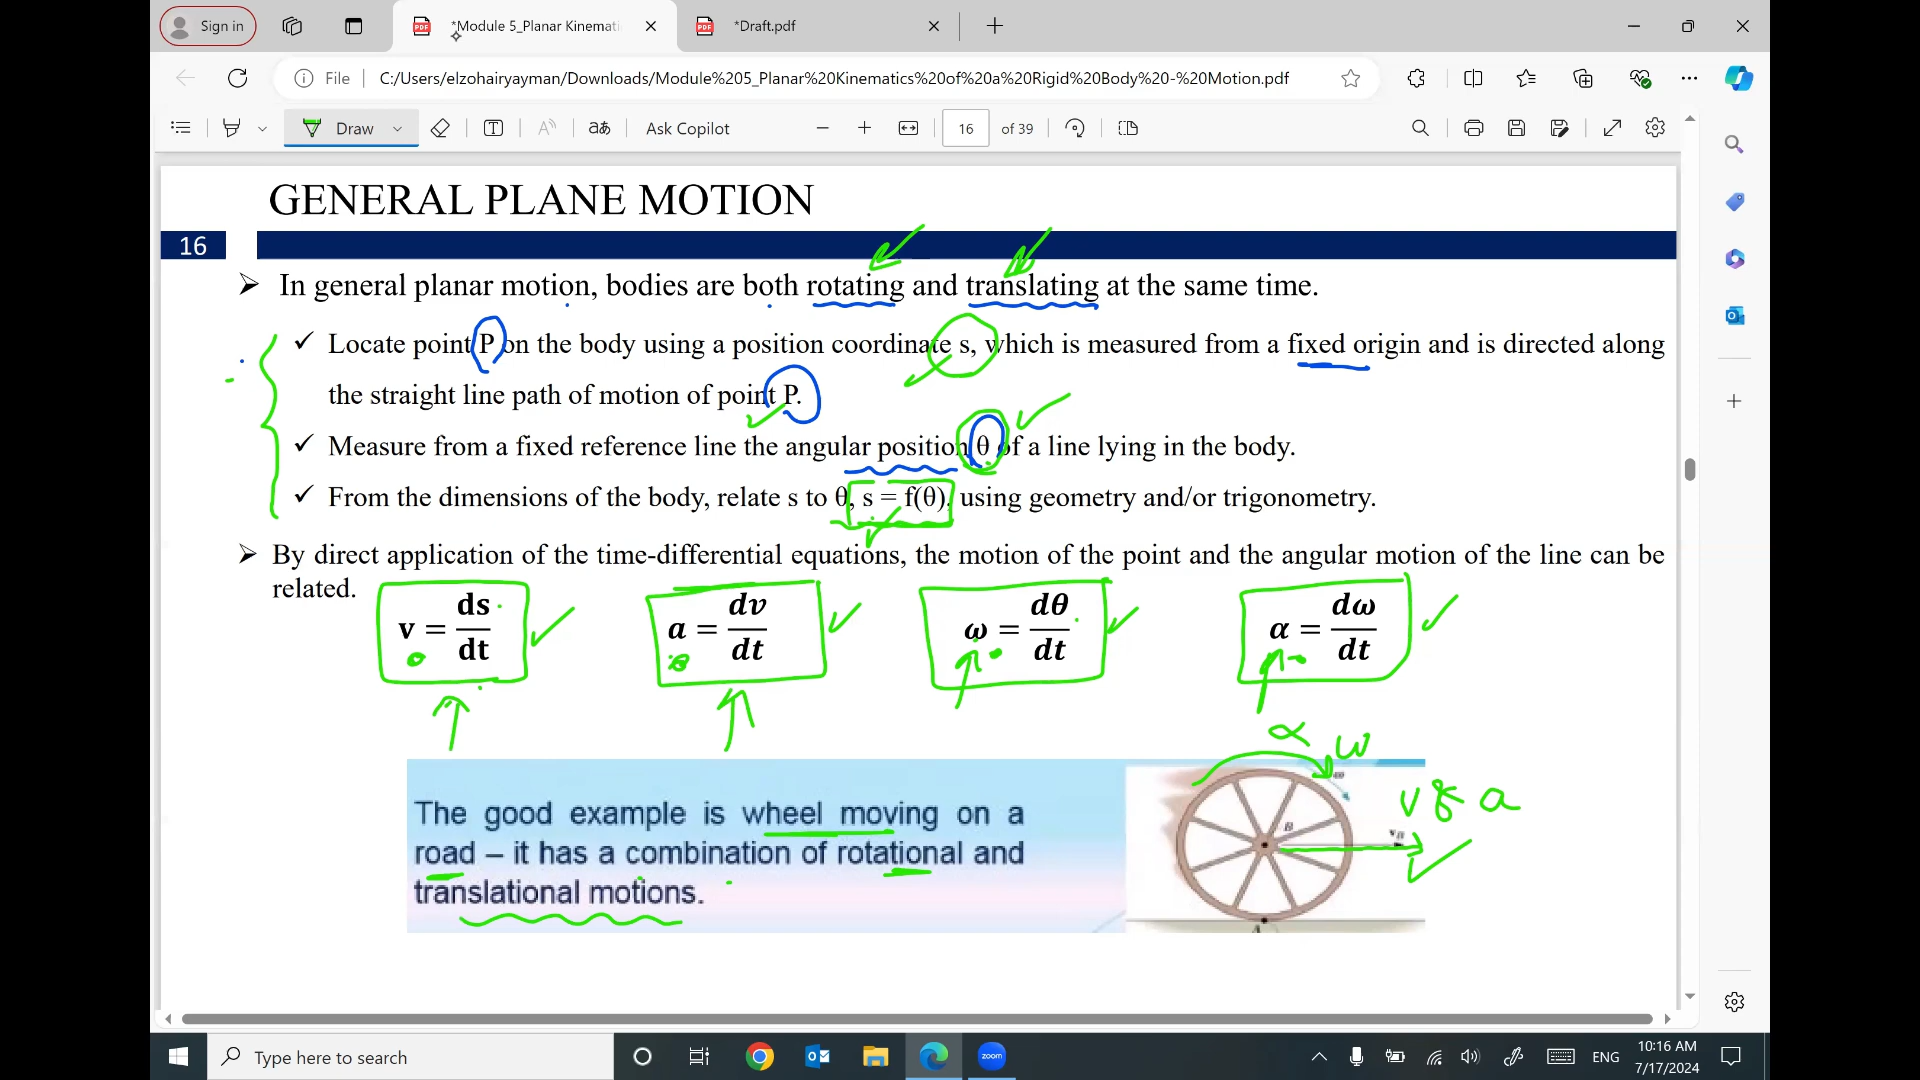 Sign in
*Module 5_Planar Kinemati
*Draft.pdf
File
C:/Users/elzohairyayman/Downloads/Module%205_Planar%20Kinematics%20of%20a%20Rigid%20Body%20-%20Motion.pdf
Draw
Ask Copilot
16 of 39
GENERAL PLANE MOTION
16
➢ In general planar motion, bodies are both rotating and translating at the same time.
✓ Locate point P on the body using a position coordinate s, which is measured from a fixed origin and is directed along
the straight line path of motion of point P.
✓ Measure from a fixed reference line the angular position θ of a line lying in the body.
✓ From the dimensions of the body, relate s to θ, s = f(θ), using geometry and/or trigonometry.
➢ By direct application of the time-differential equations, the motion of the point and the angular motion of the line can be
related.
v = ds/dt
a = dv/dt
ω = dθ/dt
α = dω/dt
α ω
The good example is wheel moving on a
road – it has a combination of rotational and
translational motions.
v & a
B
A
Type here to search
zoom
ENG
10:16 AM
7/17/2024